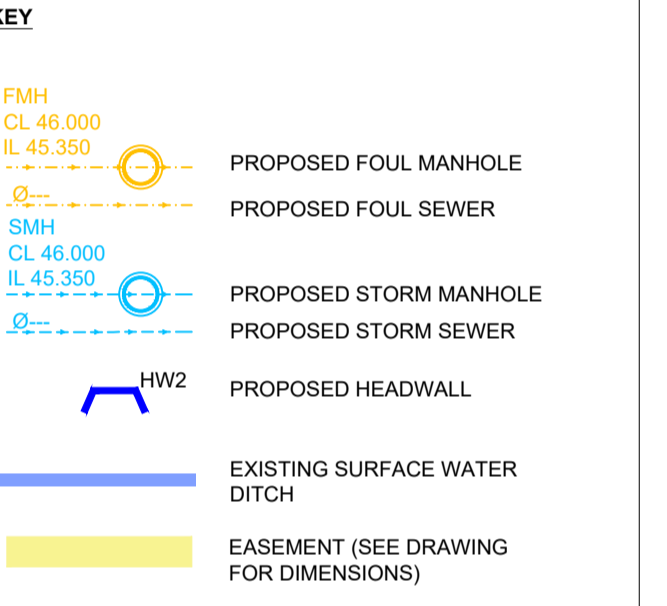 KEY
FMH
CL 46.000
IL 45.350
PROPOSED FOUL MANHOLE
Ø---
PROPOSED FOUL SEWER
SMH
CL 46.000
IL 45.350
PROPOSED STORM MANHOLE
Ø---
PROPOSED STORM SEWER
HW2
PROPOSED HEADWALL
EXISTING SURFACE WATER
DITCH
EASEMENT (SEE DRAWING
FOR DIMENSIONS)